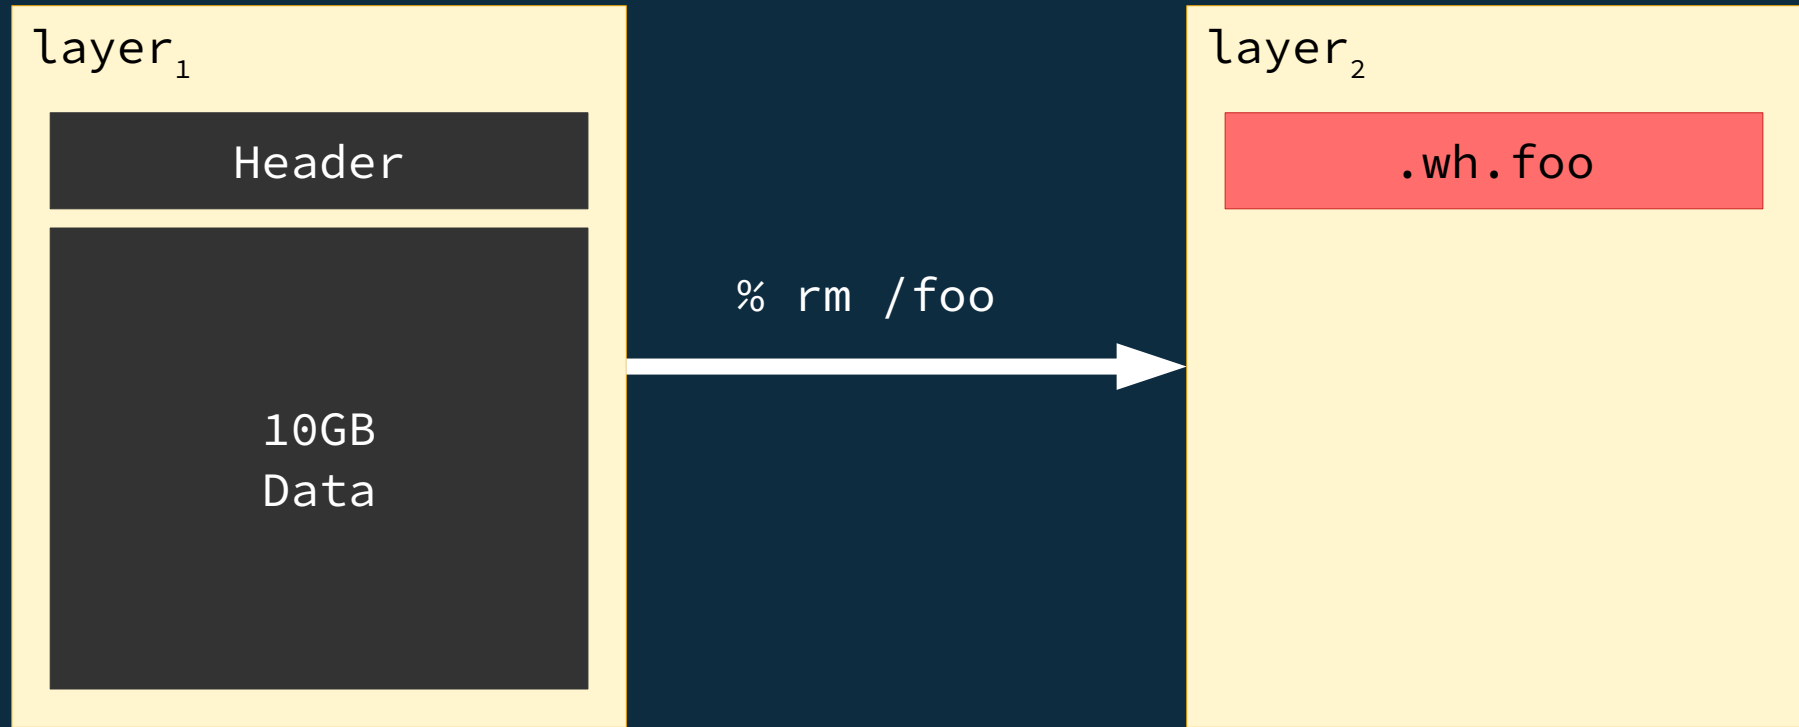 layer1
Header
10GB
Data
% rm /foo
layer2
.wh.foo